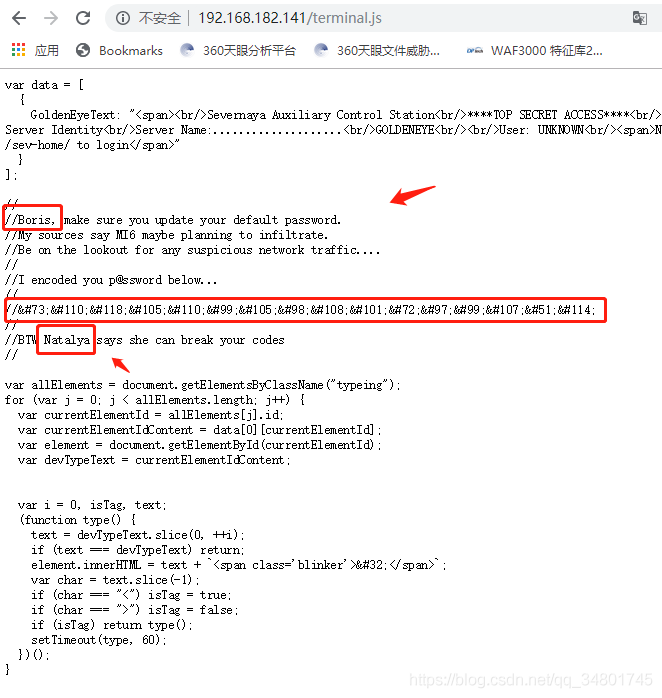 不安全 | 192.168.182.141/terminal.js
应用 Bookmarks 360天眼分析平台 360天眼文件威胁... WAF3000 特征库2...
var data = [
{
GoldenEyeText: "<span><br/>Severnaya Auxiliary Control Station<br/>****TOP SECRET ACCESS****<br/>
Server Identity<br/>Server Name:....................<br/>GOLDENEYE<br/><br/>User: UNKNOWN<br/><span>N
/sev-home/ to login</span>"
}
];
//
//Boris, make sure you update your default password.
//My sources say MI6 maybe planning to infiltrate.
//Be on the lookout for any suspicious network traffic....
//
//I encoded you p@ssword below...
//
//&#73;&#110;&#118;&#105;&#110;&#99;&#105;&#98;&#108;&#101;&#72;&#97;&#99;&#107;&#51;&#114;
//
//BTW Natalya says she can break your codes
//
var allElements = document.getElementsByClassName("typeing");
for (var j = 0; j < allElements.length; j++) {
var currentElementId = allElements[j].id;
var currentElementIdContent = data[0][currentElementId];
var element = document.getElementById(currentElementId);
var devTypeText = currentElementIdContent;
var i = 0, isTag, text;
(function type() {
text = devTypeText.slice(0, ++i);
if (text === devTypeText) return;
element.innerHTML = text + `<span class='blinker'>&#32;</span>`;
var char = text.slice(-1);
if (char === "<") isTag = true;
if (char === ">") isTag = false;
if (isTag) return type();
setTimeout(type, 60);
})();
}
https://blog.csdn.net/qq_34801745